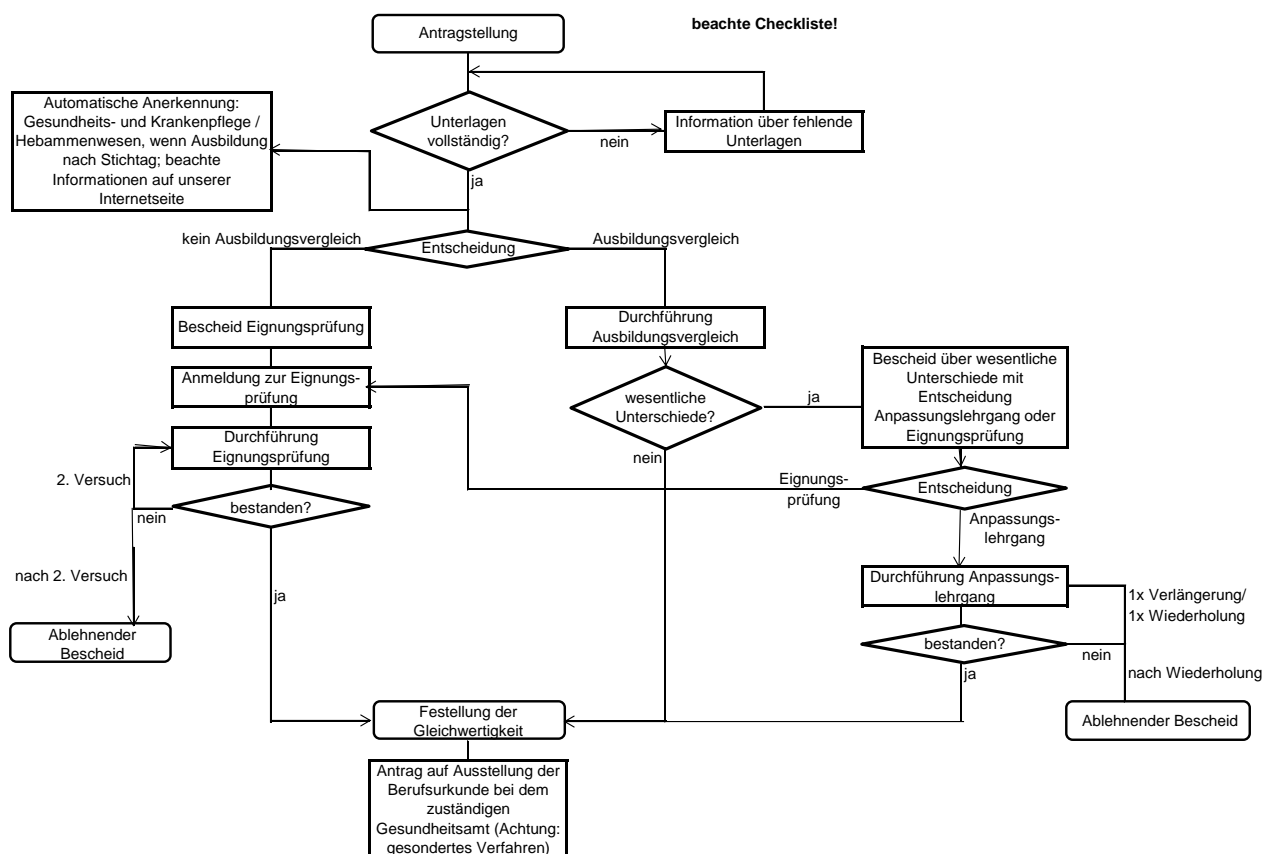 beachte Checkliste!
Antragstellung
Automatische Anerkennung:
Gesundheits- und Krankenpflege /
Hebammenwesen, wenn Ausbildung
nach Stichtag; beachte
Informationen auf unserer
Internetseite
Unterlagen
vollständig?
nein
Information über fehlende
Unterlagen
ja
kein Ausbildungsvergleich
Entscheidung
Ausbildungsvergleich
Bescheid Eignungsprüfung
Durchführung
Ausbildungsvergleich
Anmeldung zur Eignungs-
prüfung
wesentliche
Unterschiede?
ja
Bescheid über wesentliche
Unterschiede mit
Entscheidung
Anpassungslehrgang oder
Eignungsprüfung
Durchführung
Eignungsprüfung
nein
2. Versuch
bestanden?
nein
Eignungs-
prüfung
Entscheidung
Anpassungs-
lehrgang
nach 2. Versuch
ja
Durchführung Anpassungs-
lehrgang
1x Verlängerung/
1x Wiederholung
Ablehnender
Bescheid
bestanden?
nein
ja
nach Wiederholung
Festellung der
Gleichwertigkeit
Ablehnender Bescheid
Antrag auf Ausstellung der
Berufsurkunde bei dem
zuständigen
Gesundheitsamt (Achtung:
gesondertes Verfahren)